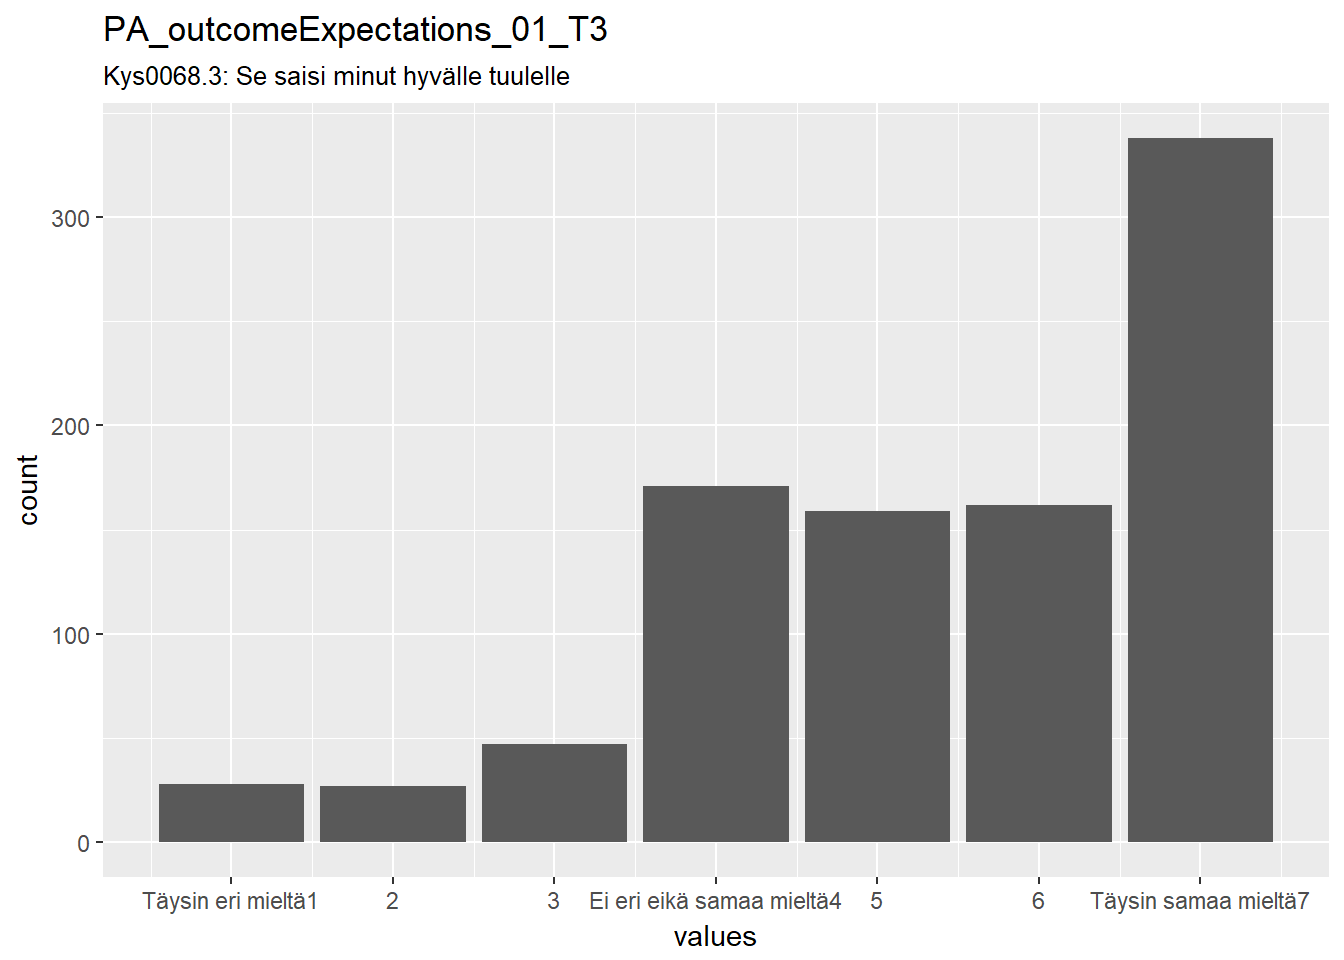 PA_outcomeExpectations_01_T3
Kys0068.3: Se saisi minut hyvälle tuulelle
300
200
100
0
count
Täysin eri mieltä1
2
3
Ei eri eikä samaa mieltä4
5
6
Täysin samaa mieltä7
values